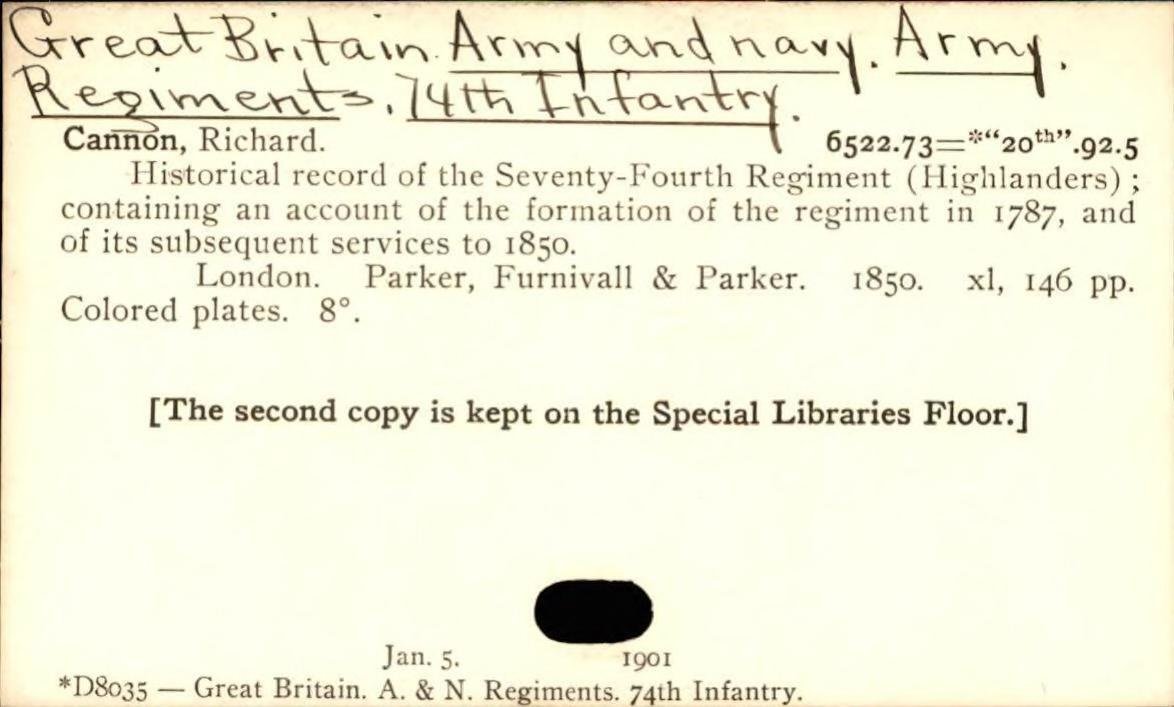 Great Britain. Army and navy. Army.
Regiments. 74th Infantry.
Cannon, Richard. 6522.73=*"20th".92.5
Historical record of the Seventy-Fourth Regiment (Highlanders) ;
containing an account of the formation of the regiment in 1787, and
of its subsequent services to 1850.
London. Parker, Furnivall & Parker. 1850. xl, 146 pp.
Colored plates. 8°.
[The second copy is kept on the Special Libraries Floor.]
Jan. 5. 1901
*D8035 — Great Britain. A. & N. Regiments. 74th Infantry.